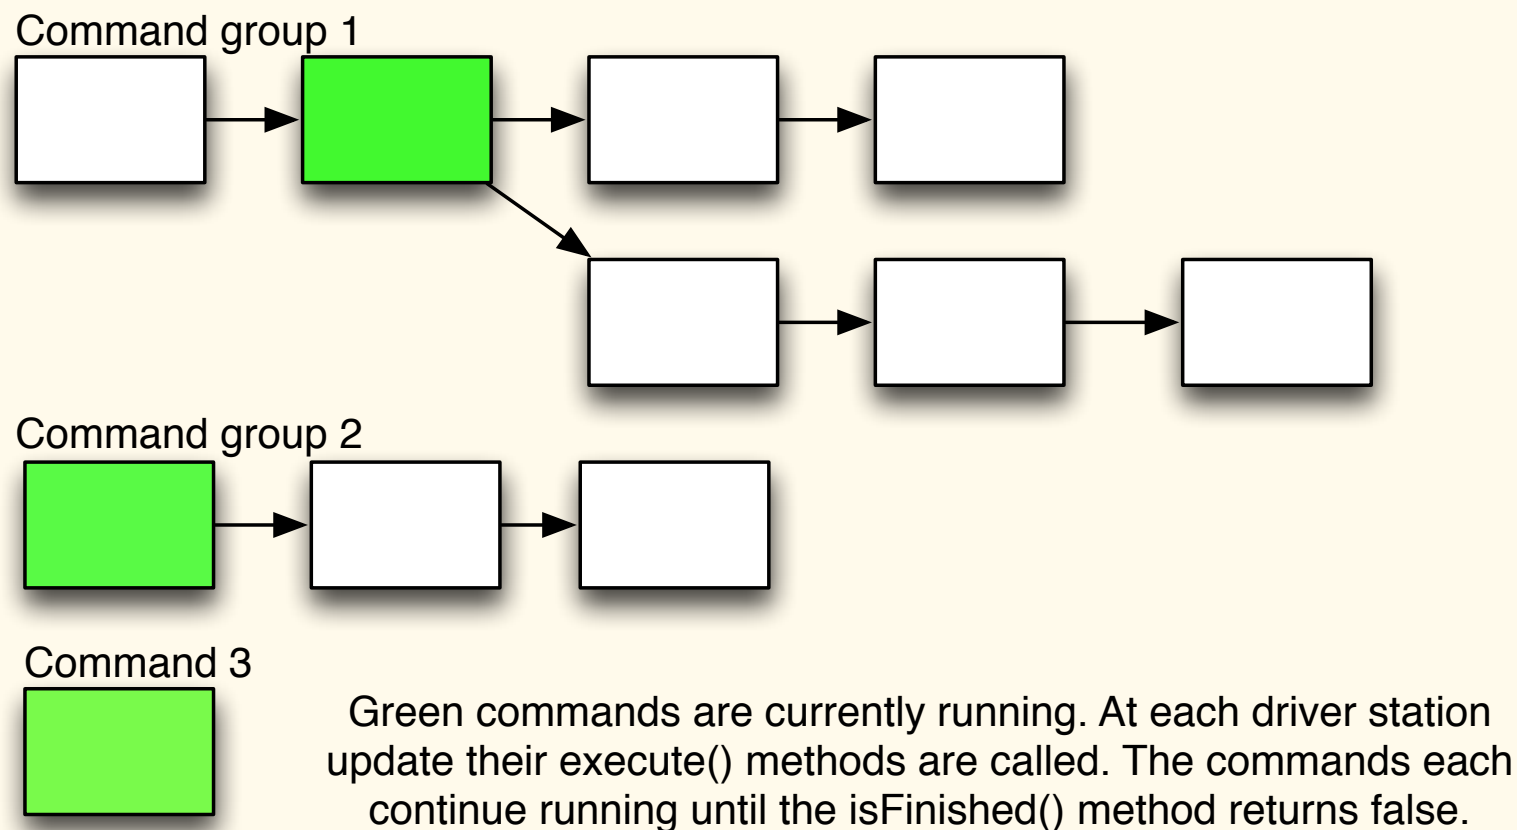 Command group 1
Command group 2
Command 3
Green commands are currently running. At each driver station
update their execute() methods are called. The commands each
continue running until the isFinished() method returns false.